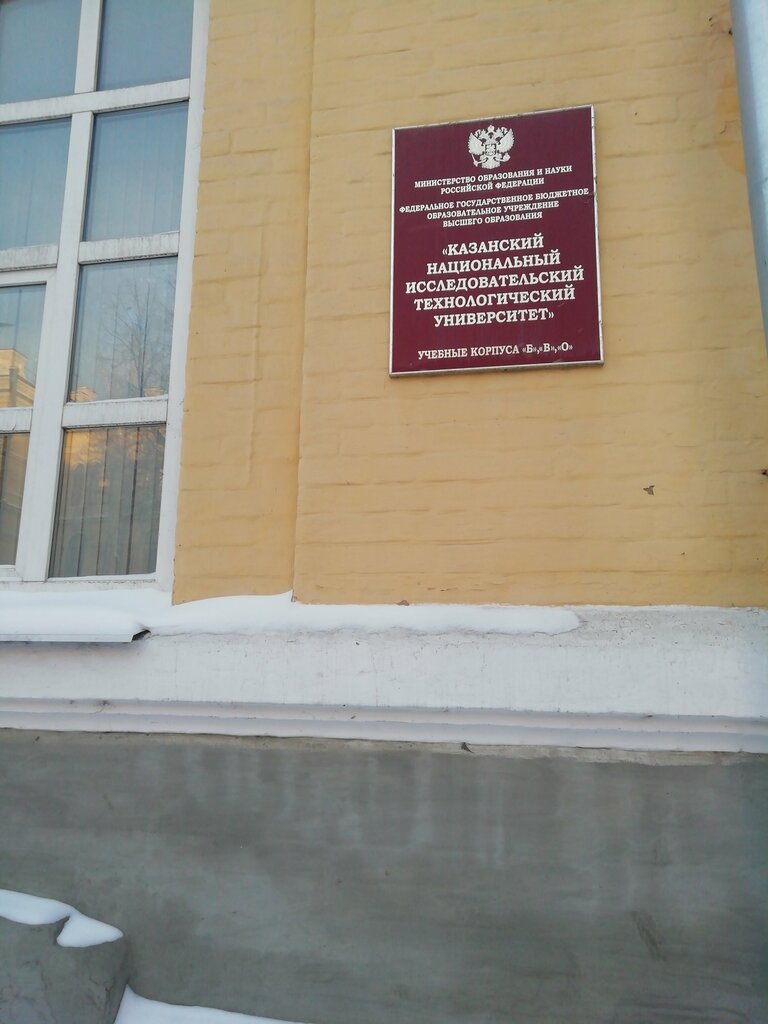 МИНИСТЕРСТВО ОБРАЗОВАНИЯ И НАУКИ
РОССИЙСКОЙ ФЕДЕРАЦИИ
ФЕДЕРАЛЬНОЕ ГОСУДАРСТВЕННОЕ БЮДЖЕТНОЕ
ОБРАЗОВАТЕЛЬНОЕ УЧРЕЖДЕНИЕ
ВЫСШЕГО ОБРАЗОВАНИЯ
«КАЗАНСКИЙ
НАЦИОНАЛЬНЫЙ
ИССЛЕДОВАТЕЛЬСКИЙ
ТЕХНОЛОГИЧЕСКИЙ
УНИВЕРСИТЕТ»
УЧЕБНЫЕ КОРПУСА «Б»,«В»,«О»